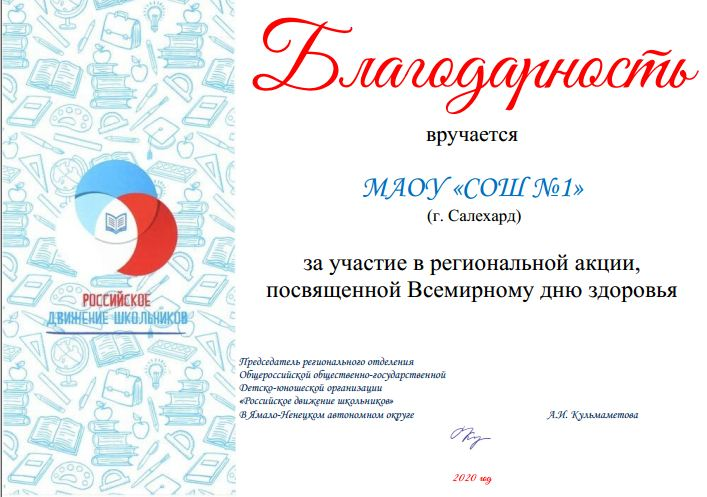 Благодарность
вручается
МАОУ «СОШ №1»
(г. Салехард)
за участие в региональной акции,
посвященной Всемирному дню здоровья
РОССИЙСКОЕ
ДВИЖЕНИЕ ШКОЛЬНИКОВ
Председатель регионального отделения
Общероссийской общественно-государственной
Детско-юношеской организации
«Российское движение школьников»
В Ямало-Ненецком автономном округе А.И. Кульмаметова
2020 год